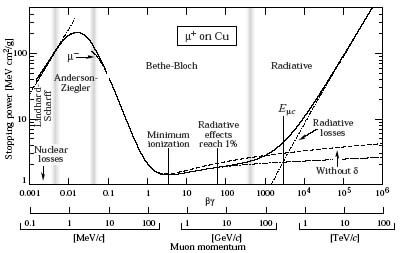 μ+ on Cu
μ−
Bethe-Bloch
Radiative
Anderson-
Ziegler
Lindhard-
Scharff
Eμc
Radiative
losses
Radiative
effects
reach 1%
Minimum
ionization
Nuclear
losses
Without δ
Stopping power [MeV cm2/g]
100
10
1
0.001
0.01
0.1
1
10
100
1000
10^4
10^5
10^6
βγ
0.1
1
10
100
1
10
100
1
10
100
[MeV/c]
[GeV/c]
[TeV/c]
Muon momentum